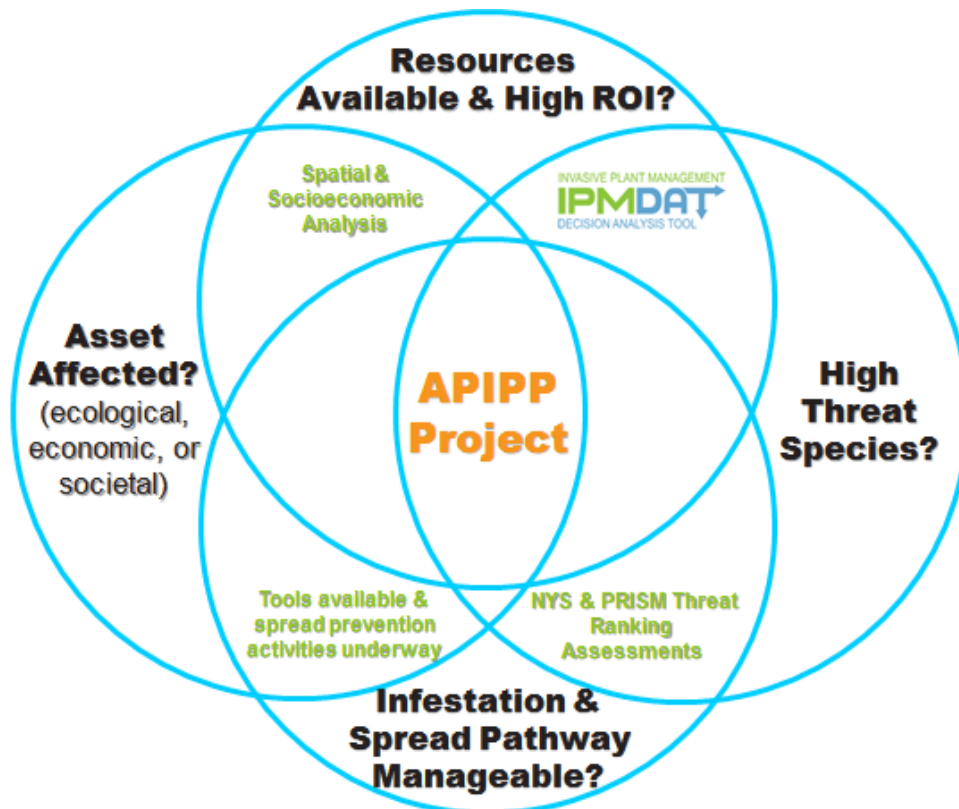 Resources
Available & High ROI?
Spatial &
Socioeconomic
Analysis
INVASIVE PLANT MANAGEMENT
IPMDAT
DECISION ANALYSIS TOOL
Asset
Affected?
(ecological,
economic, or
societal)
APIPP
Project
High
Threat
Species?
Tools available &
spread prevention
activities underway
NYS & PRISM Threat
Ranking
Assessments
Infestation &
Spread Pathway
Manageable?